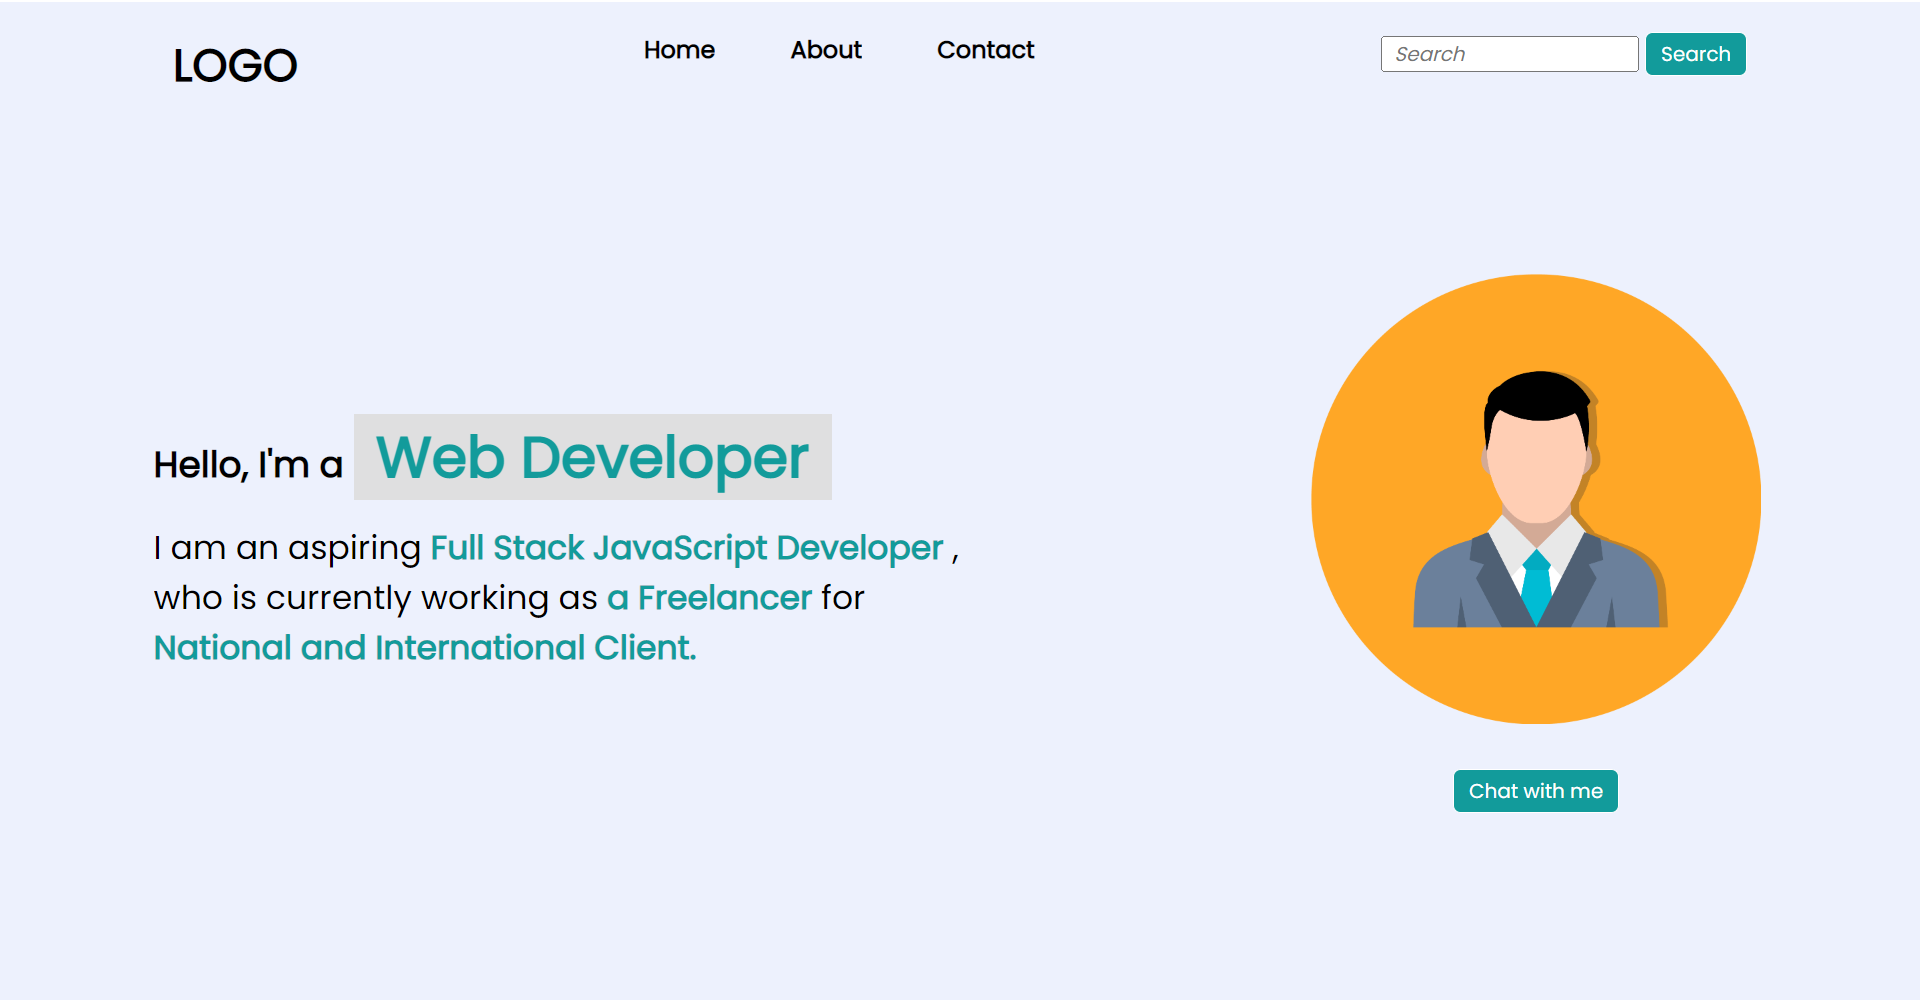 LOGO
Home About Contact
Search Search
Hello, I'm a Web Developer
I am an aspiring Full Stack JavaScript Developer ,
who is currently working as a Freelancer for
National and International Client.
Chat with me